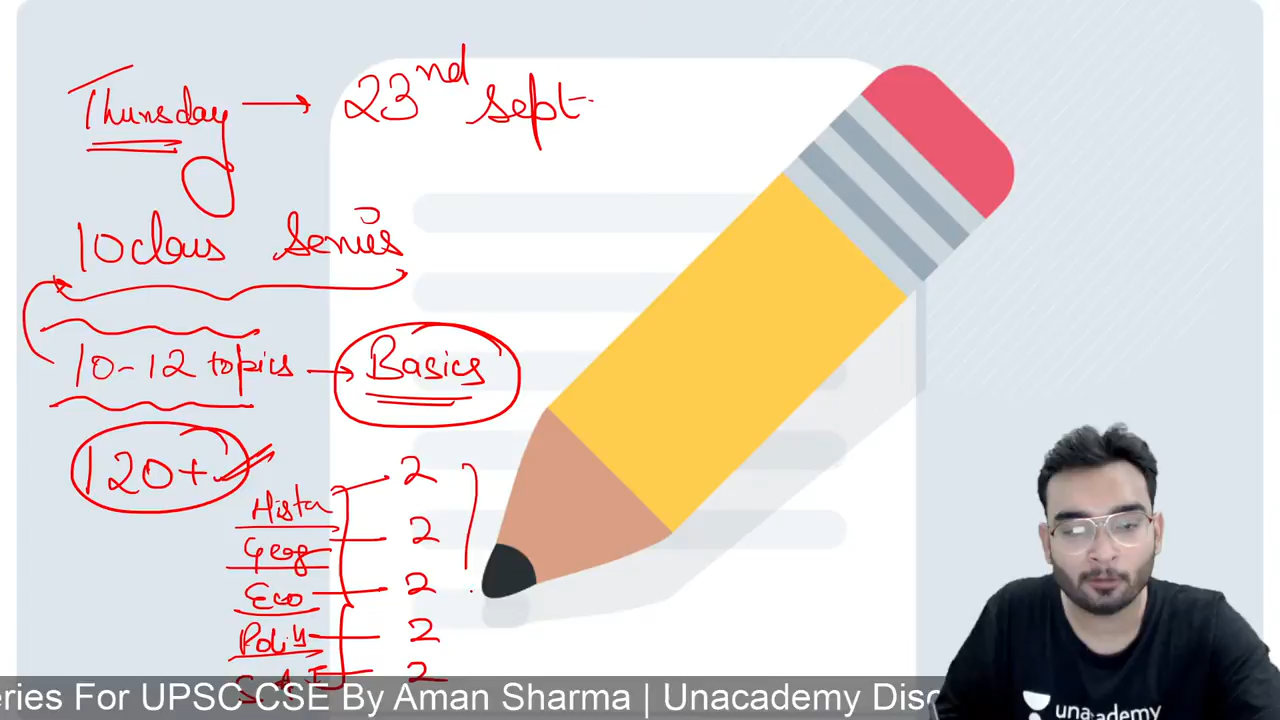 Thursday → 23nd sept.
10 class series
10-12 topics → Basics
120+
Histor 2
Geog 2
Eco 2
Polity 2
S & I 2
eries For UPSC CSE By Aman Sharma | Unacademy Disc
unacademy